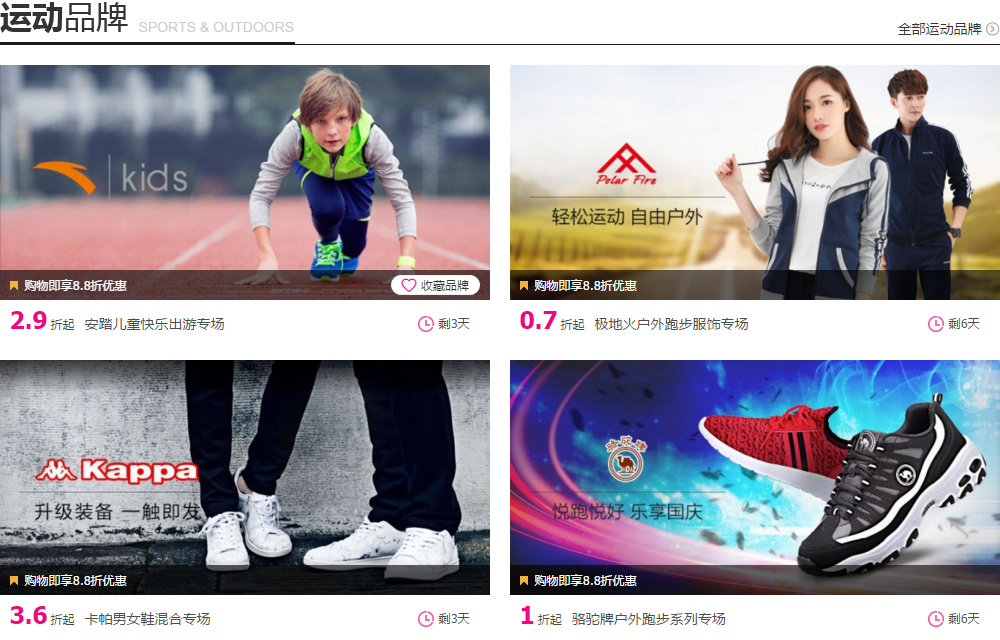 运动品牌 SPORTS & OUTDOORS
全部运动品牌
kids
购物即享8.8折优惠
收藏品牌
2.9折起 安踏儿童快乐出游专场
剩3天
Polar Fire
轻松运动 自由户外
购物即享8.8折优惠
0.7折起 极地火户外跑步服饰专场
剩6天
Kappa
升级装备 一触即发
购物即享8.8折优惠
3.6折起 卡帕男女鞋混合专场
剩3天
骆驼牌
悦跑悦好 乐享国庆
购物即享8.8折优惠
1折起 骆驼牌户外跑步系列专场
剩6天